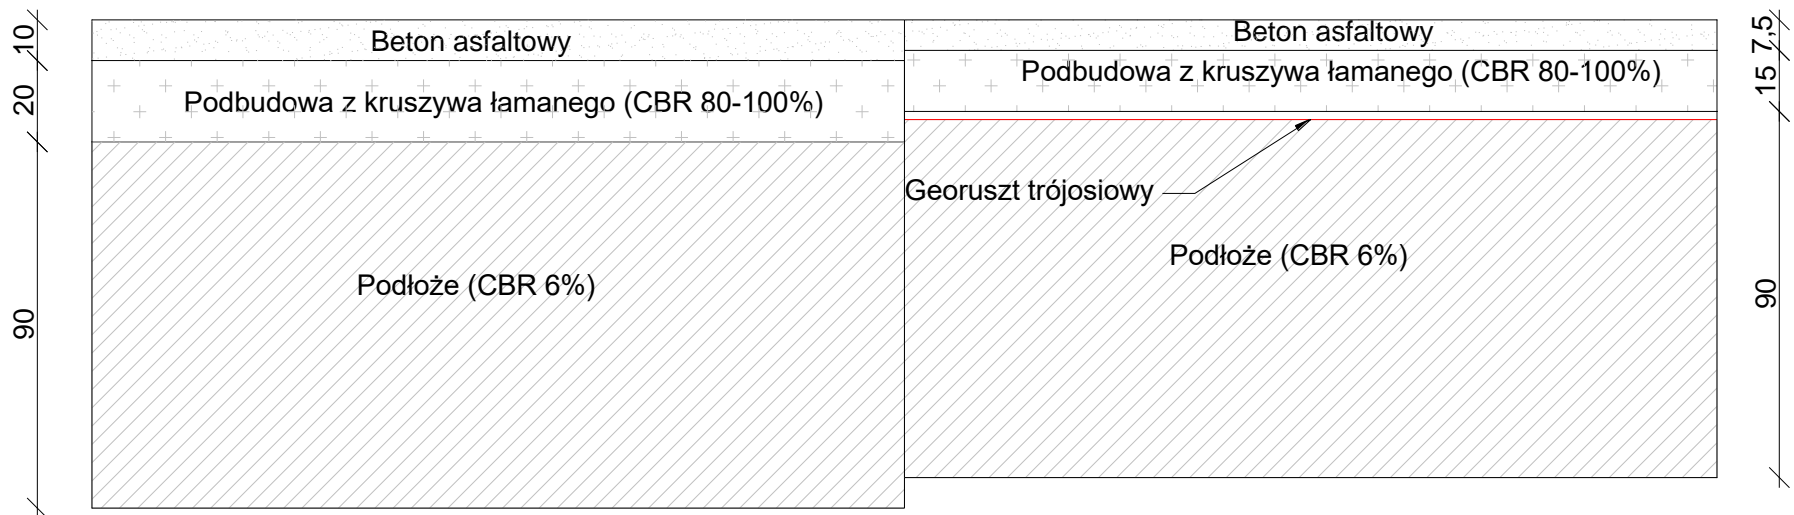 10
20
90
Beton asfaltowy
Podbudowa z kruszywa łamanego (CBR 80-100%)
Podłoże (CBR 6%)
Beton asfaltowy
Podbudowa z kruszywa łamanego (CBR 80-100%)
Georuszt trójosiowy
Podłoże (CBR 6%)
7,5
15
90